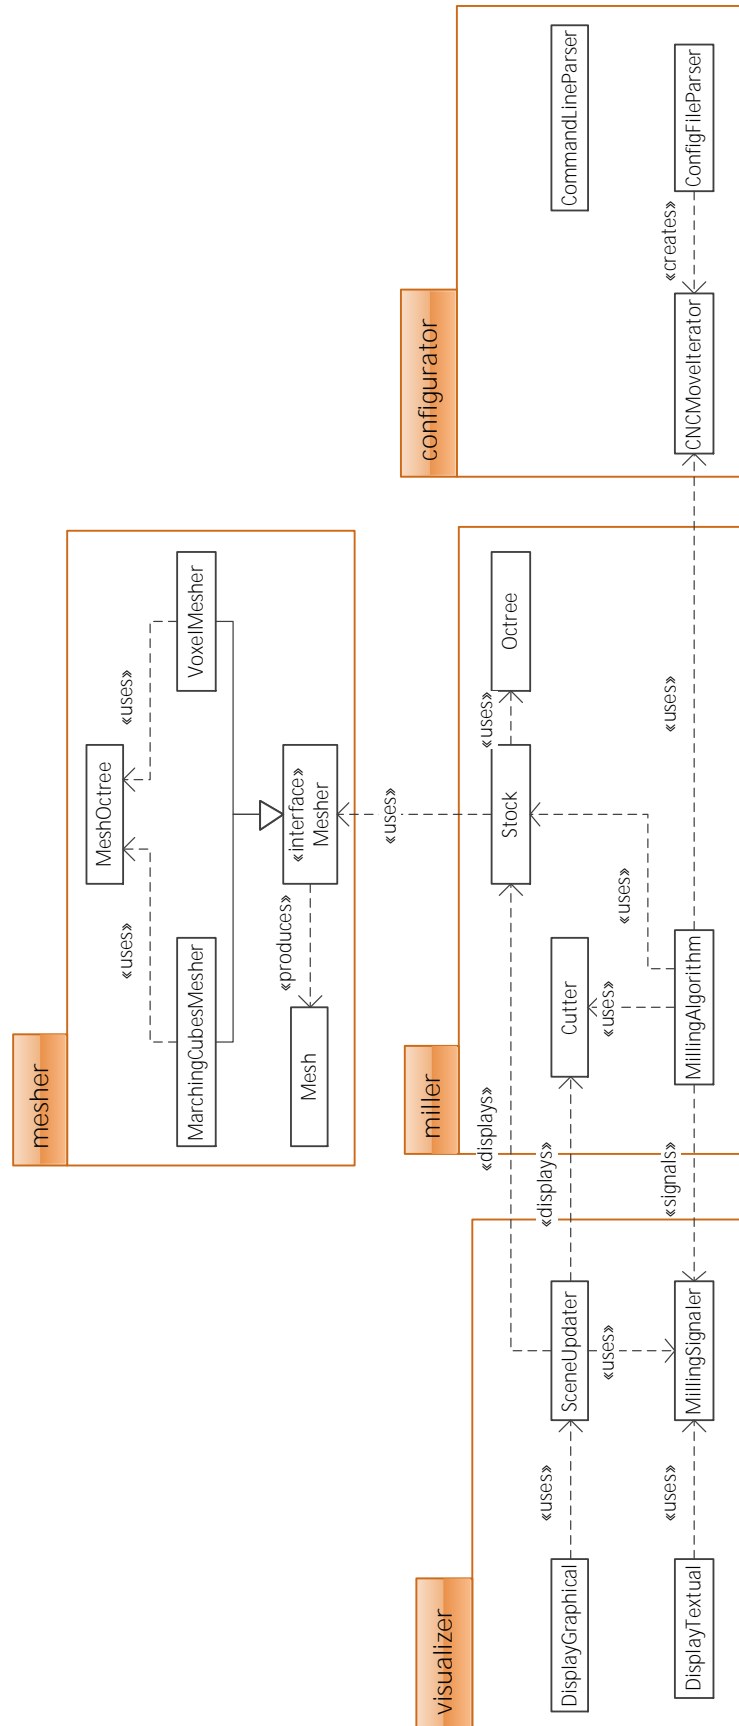 mesher
MeshOctree
«uses»
«uses»
MarchingCubesMesher
VoxelMesher
Mesh
«produces»
«interface»
Mesher
«uses»
visualizer
miller
configurator
«displays»
Stock
«uses»
Octree
DisplayGraphical
«uses»
SceneUpdater
«displays»
Cutter
CommandLineParser
«uses»
«uses»
«uses»
DisplayTextual
«uses»
MillingSignaler
«signals»
MillingAlgorithm
«uses»
CNCMoveIterator
«creates»
ConfigFileParser